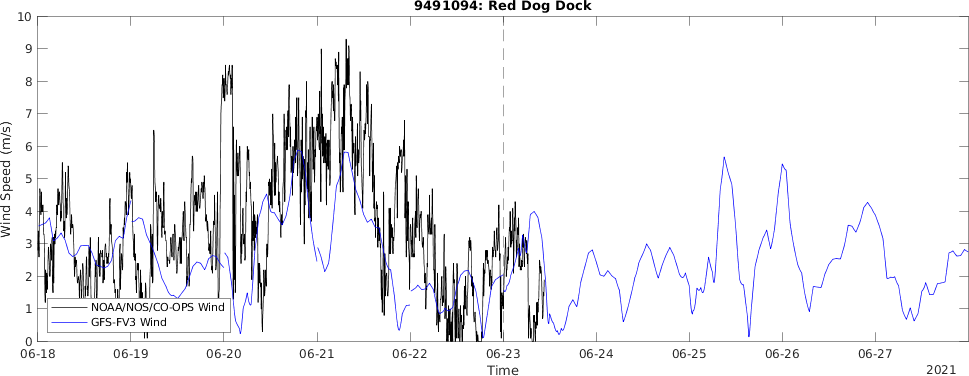 9491094: Red Dog Dock
Wind Speed (m/s)
10
9
8
7
6
5
4
3
2
1
0
NOAA/NOS/CO-OPS Wind
GFS-FV3 Wind
06-18 06-19 06-20 06-21 06-22 06-23 06-24 06-25 06-26 06-27
Time
2021